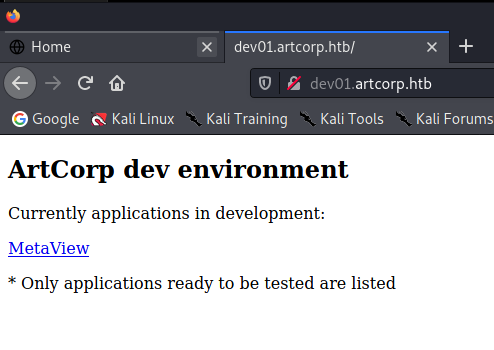 Home
dev01.artcorp.htb/
dev01.artcorp.htb
Google Kali Linux Kali Training Kali Tools Kali Forums
ArtCorp dev environment
Currently applications in development:
MetaView
* Only applications ready to be tested are listed